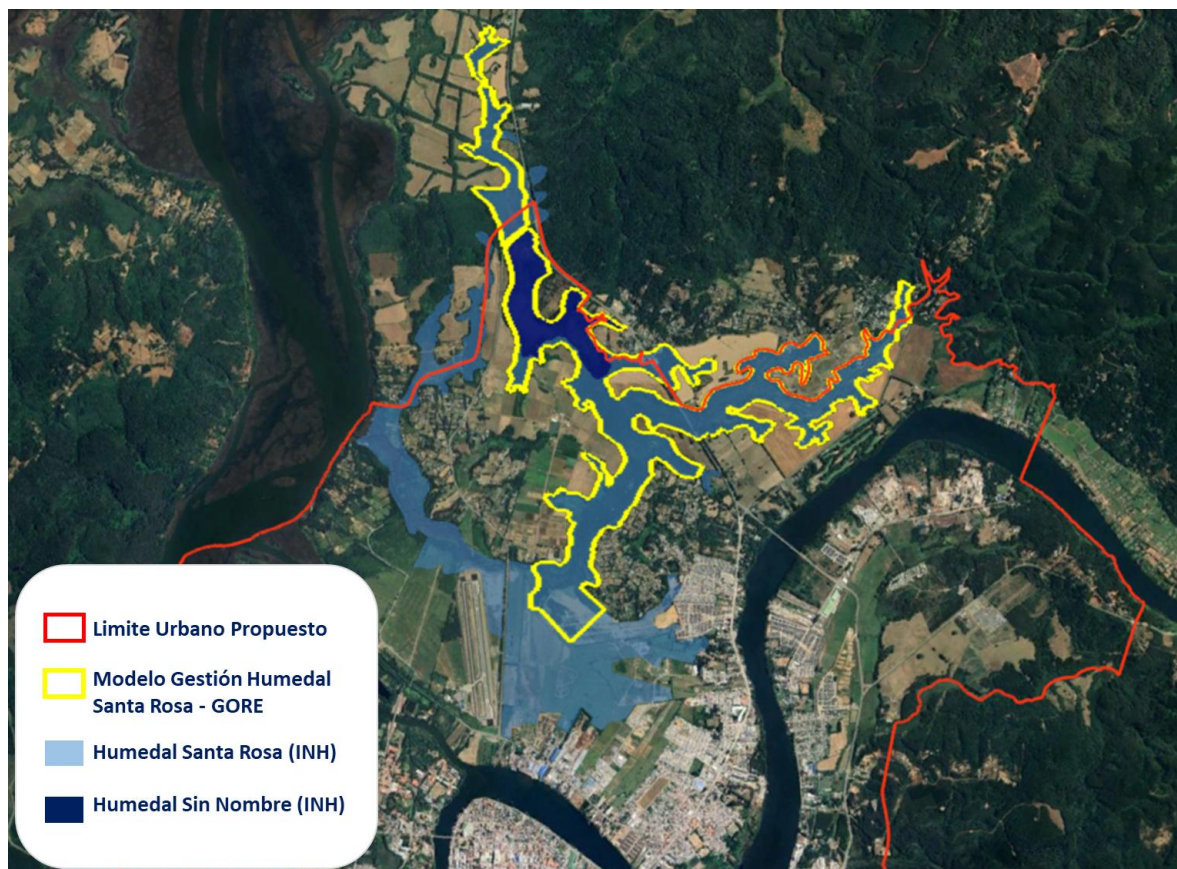 Limite Urbano Propuesto
Modelo Gestión Humedal
Santa Rosa - GORE
Humedal Santa Rosa (INH)
Humedal Sin Nombre (INH)